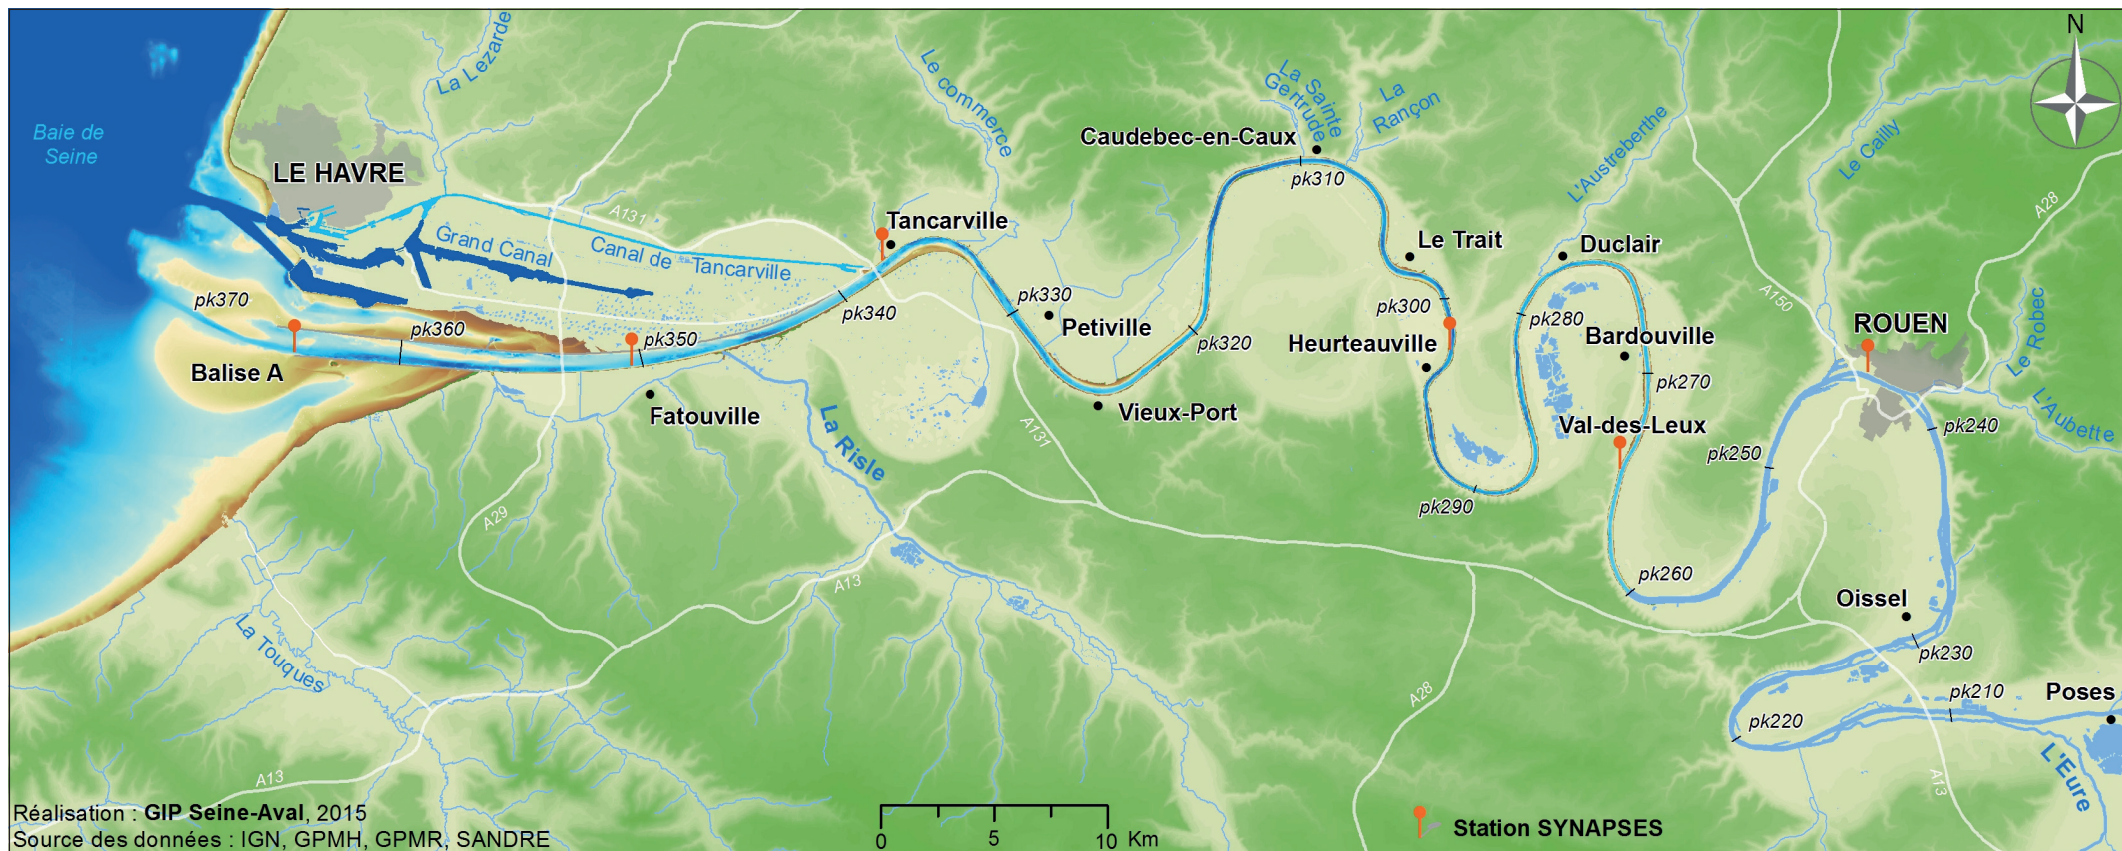 N
La Lezarde
Le commerce
La Sainte
Gertrude
La
Rançon
Baie de
Seine
Caudebec-en-Caux
L'Austreberthe
Le Cailly
LE HAVRE
pk310
A28
A131
Tancarville
Grand Canal
Canal de Tancarville
Le Trait
Duclair
pk370
pk330
pk300
A150
pk340
pk280
Le Robec
pk360
pk350
Petiville
pk320
Heurteauville
Bardouville
ROUEN
Balise A
pk270
Fatouville
Vieux-Port
Val-des-Leux
L'Aubette
La Risle
A131
pk240
pk250
A29
pk290
pk260
A13
Oissel
La Touques
pk230
A28
pk210
Poses
pk220
A13
A13
L'Eure
Réalisation : GIP Seine-Aval, 2015
Source des données : IGN, GPMH, GPMR, SANDRE
0 5 10 Km
Station SYNAPSES